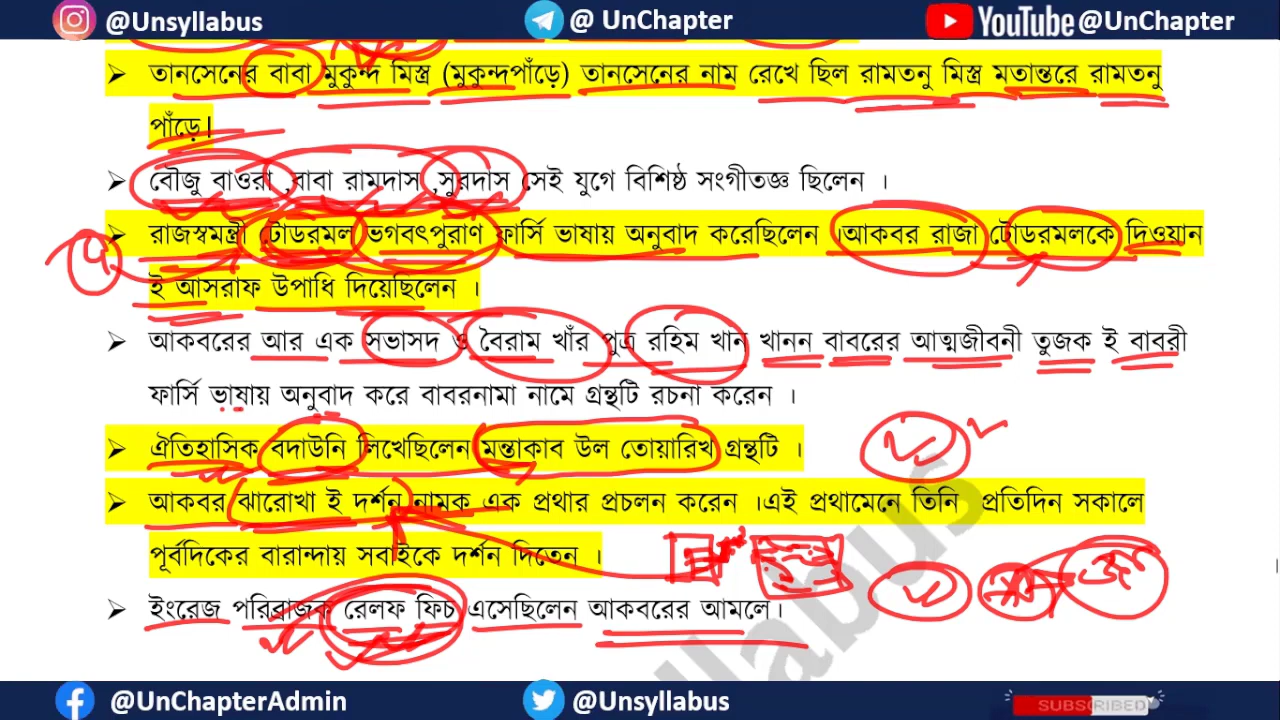 @Unsyllabus @ UnChapter YouTube @UnChapter
➢ তানসেনের বাবা মুকুন্দ মিস্ত্র (মুকুন্দপাঁড়ে) তানসেনের নাম রেখে ছিল রামতনু মিস্ত্র মতান্তরে রামতনু
পাঁড়ে।
➢ বৌজু বাওরা ,বাবা রামদাস ,সুরদাস সেই যুগে বিশিষ্ঠ সংগীতজ্ঞ ছিলেন ।
➢ রাজস্বমন্ত্রী টোডরমল ভগবৎপুরাণ ফার্সি ভাষায় অনুবাদ করেছিলেন ।আকবর রাজা টোডরমলকে দিওয়ান
ই আসরাফ উপাধি দিয়েছিলেন ।
➢ আকবরের আর এক সভাসদ ও বৈরাম খাঁর পুত্র রহিম খান খানন বাবরের আত্মজীবনী তুজক ই বাবরী
ফার্সি ভাষায় অনুবাদ করে বাবরনামা নামে গ্রন্থটি রচনা করেন ।
➢ ঐতিহাসিক বদাউনি লিখেছিলেন মন্তাকাব উল তোয়ারিখ গ্রন্থটি ।
➢ আকবর ঝারোখা ই দর্শন নামক এক প্রথার প্রচলন করেন ।এই প্রথামেনে তিনি প্রতিদিন সকালে
পূর্বদিকের বারান্দায় সবাইকে দর্শন দিতেন ।
➢ ইংরেজ পরিব্রাজক রেলফ ফিচ এসেছিলেন আকবরের আমলে।
@UnChapterAdmin @Unsyllabus SUBSCRIBED